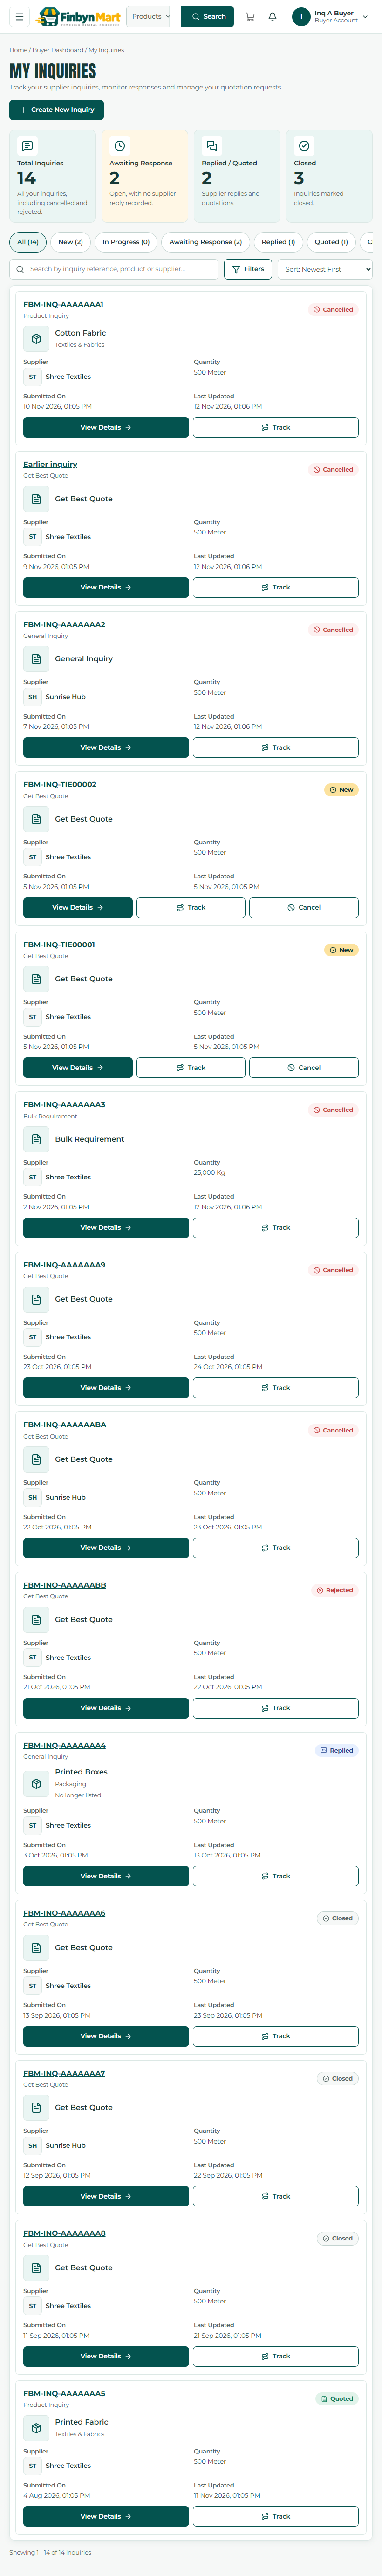 FinbynMart
Products
Search
I
Inq A Buyer
Buyer Account
Home / Buyer Dashboard / My Inquiries
MY INQUIRIES
Track your supplier inquiries, monitor responses and manage your quotation requests.
Create New Inquiry
Total Inquiries
14
All your inquiries, including cancelled and rejected.
Awaiting Response
2
Open, with no supplier reply recorded.
Replied / Quoted
2
Supplier replies and quotations.
Closed
3
Inquiries marked closed.
All (14) New (2) In Progress (0) Awaiting Response (2) Replied (1) Quoted (1) C
Search by inquiry reference, product or supplier...
Filters
Sort: Newest First
FBM-INQ-AAAAAAA1
Cancelled
Product Inquiry
Cotton Fabric
Textiles & Fabrics
Supplier Quantity
ST Shree Textiles 500 Meter
Submitted On Last Updated
10 Nov 2026, 01:05 PM 12 Nov 2026, 01:06 PM
View Details Track
Earlier inquiry
Cancelled
Get Best Quote
Get Best Quote
Supplier Quantity
ST Shree Textiles 500 Meter
Submitted On Last Updated
9 Nov 2026, 01:05 PM 12 Nov 2026, 01:06 PM
View Details Track
FBM-INQ-AAAAAAA2
Cancelled
General Inquiry
General Inquiry
Supplier Quantity
SH Sunrise Hub 500 Meter
Submitted On Last Updated
7 Nov 2026, 01:05 PM 12 Nov 2026, 01:06 PM
View Details Track
FBM-INQ-TIE00002
New
Get Best Quote
Get Best Quote
Supplier Quantity
ST Shree Textiles 500 Meter
Submitted On Last Updated
5 Nov 2026, 01:05 PM 5 Nov 2026, 01:05 PM
View Details Track Cancel
FBM-INQ-TIE00001
New
Get Best Quote
Get Best Quote
Supplier Quantity
ST Shree Textiles 500 Meter
Submitted On Last Updated
5 Nov 2026, 01:05 PM 5 Nov 2026, 01:05 PM
View Details Track Cancel
FBM-INQ-AAAAAAA3
Cancelled
Bulk Requirement
Bulk Requirement
Supplier Quantity
ST Shree Textiles 25,000 Kg
Submitted On Last Updated
2 Nov 2026, 01:05 PM 12 Nov 2026, 01:06 PM
View Details Track
FBM-INQ-AAAAAAA9
Cancelled
Get Best Quote
Get Best Quote
Supplier Quantity
ST Shree Textiles 500 Meter
Submitted On Last Updated
23 Oct 2026, 01:05 PM 24 Oct 2026, 01:05 PM
View Details Track
FBM-INQ-AAAAAABA
Cancelled
Get Best Quote
Get Best Quote
Supplier Quantity
SH Sunrise Hub 500 Meter
Submitted On Last Updated
22 Oct 2026, 01:05 PM 23 Oct 2026, 01:05 PM
View Details Track
FBM-INQ-AAAAAABB
Rejected
Get Best Quote
Get Best Quote
Supplier Quantity
ST Shree Textiles 500 Meter
Submitted On Last Updated
21 Oct 2026, 01:05 PM 22 Oct 2026, 01:05 PM
View Details Track
FBM-INQ-AAAAAAA4
Replied
General Inquiry
Printed Boxes
Packaging
No longer listed
Supplier Quantity
ST Shree Textiles 500 Meter
Submitted On Last Updated
3 Oct 2026, 01:05 PM 13 Oct 2026, 01:05 PM
View Details Track
FBM-INQ-AAAAAAA6
Closed
Get Best Quote
Get Best Quote
Supplier Quantity
ST Shree Textiles 500 Meter
Submitted On Last Updated
13 Sep 2026, 01:05 PM 23 Sep 2026, 01:05 PM
View Details Track
FBM-INQ-AAAAAAA7
Closed
Get Best Quote
Get Best Quote
Supplier Quantity
SH Sunrise Hub 500 Meter
Submitted On Last Updated
12 Sep 2026, 01:05 PM 22 Sep 2026, 01:05 PM
View Details Track
FBM-INQ-AAAAAAA8
Closed
Get Best Quote
Get Best Quote
Supplier Quantity
ST Shree Textiles 500 Meter
Submitted On Last Updated
11 Sep 2026, 01:05 PM 21 Sep 2026, 01:05 PM
View Details Track
FBM-INQ-AAAAAAA5
Quoted
Product Inquiry
Printed Fabric
Textiles & Fabrics
Supplier Quantity
ST Shree Textiles 500 Meter
Submitted On Last Updated
4 Aug 2026, 01:05 PM 11 Nov 2026, 01:05 PM
View Details Track
Showing 1 - 14 of 14 inquiries